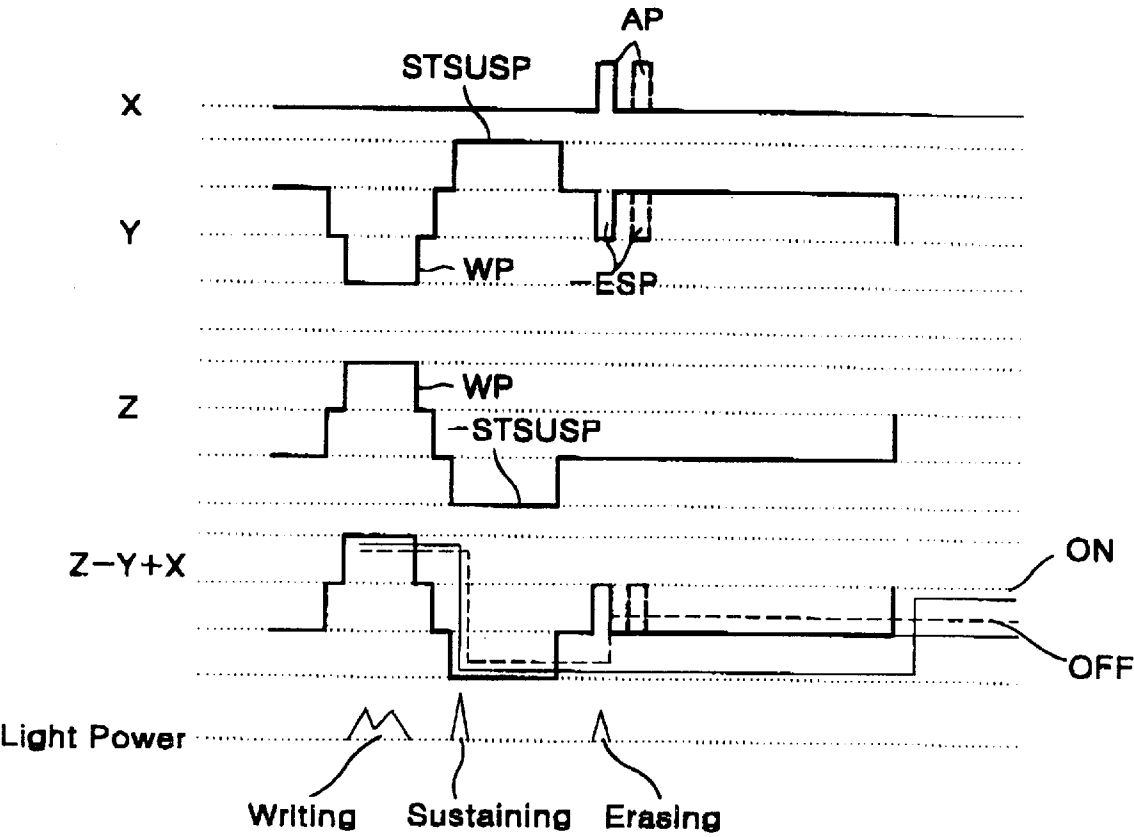 AP
STSUSP
X
Y
WP
-ESP
WP
Z
-STSUSP
Z-Y+X
ON
OFF
Light Power
Writing Sustaining Erasing